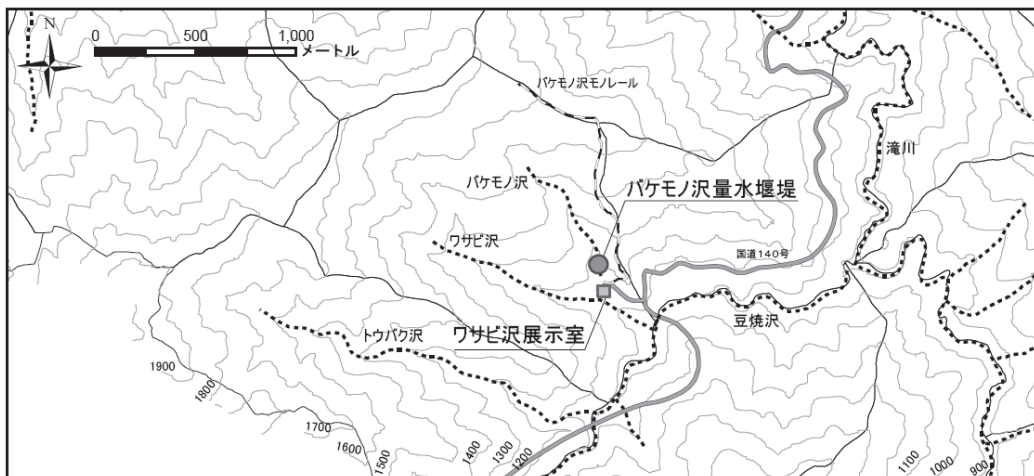 N
0 500 1,000
メートル
バケモノ沢モノレール
滝川
バケモノ沢
バケモノ沢量水堰堤
ワサビ沢
国道140号
ワサビ沢展示室
豆焼沢
トウバク沢
1900
1800
1700
1600
1500
1400
1300
1200
1100
1000
900